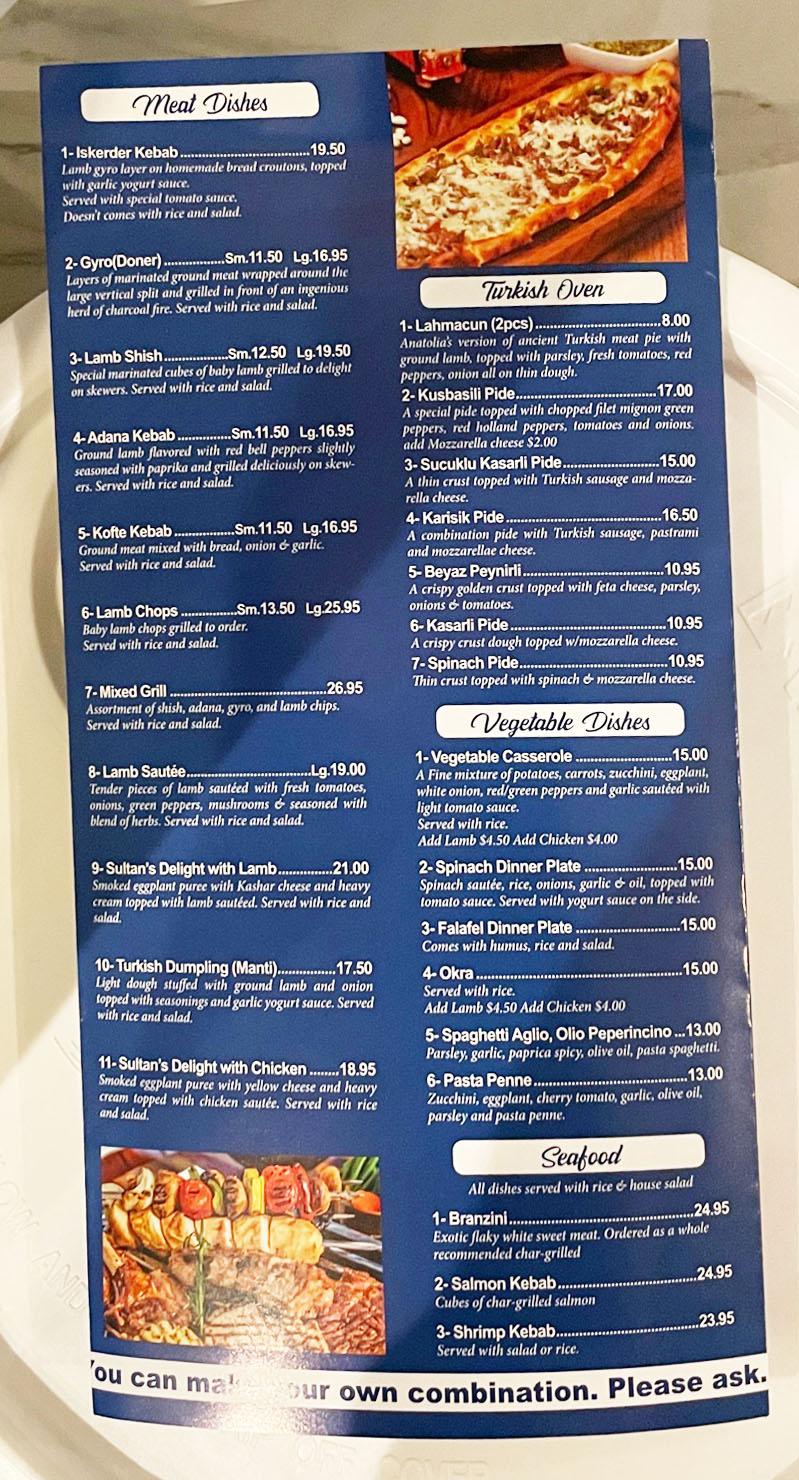 Meat Dishes
1- Iskerder Kebab..................................19.50
Lamb gyro layer on homemade bread croutons, topped
with garlic yogurt sauce.
Served with special tomato sauce.
Doesn't comes with rice and salad.
2- Gyro(Doner) ................Sm.11.50 Lg.16.95
Layers of marinated ground meat wrapped around the
large vertical split and grilled in front of an ingenious
herd of charcoal fire. Served with rice and salad.
3- Lamb Shish.................Sm.12.50 Lg.19.50
Special marinated cubes of baby lamb grilled to delight
on skewers. Served with rice and salad.
4- Adana Kebab ..............Sm.11.50 Lg.16.95
Ground lamb flavored with red bell peppers slightly
seasoned with paprika and grilled deliciously on skew-
ers. Served with rice and salad.
5- Kofte Kebab ................Sm.11.50 Lg.16.95
Ground meat mixed with bread, onion & garlic.
Served with rice and salad.
6- Lamb Chops ...............Sm.13.50 Lg.25.95
Baby lamb chops grilled to order.
Served with rice and salad.
7- Mixed Grill ..........................................26.95
Assortment of shish, adana, gyro, and lamb chips.
Served with rice and salad.
8- Lamb Sautée..................................Lg.19.00
Tender pieces of lamb sautéed with fresh tomatoes,
onions, green peppers, mushrooms & seasoned with
blend of herbs. Served with rice and salad.
9- Sultan's Delight with Lamb...............21.00
Smoked eggplant puree with Kashar cheese and heavy
cream topped with lamb sautéed. Served with rice and
salad.
10- Turkish Dumpling (Manti)................17.50
Light dough stuffed with ground lamb and onion
topped with seasonings and garlic yogurt sauce. Served
with rice and salad.
11- Sultan's Delight with Chicken ........18.95
Smoked eggplant puree with yellow cheese and heavy
cream topped with chicken sautée. Served with rice
and salad.
Turkish Oven
1- Lahmacun (2pcs).................................8.00
Anatolia's version of ancient Turkish meat pie with
ground lamb, topped with parsley, fresh tomatoes, red
peppers, onion all on thin dough.
2- Kusbasili Pide.....................................17.00
A special pide topped with chopped filet mignon green
peppers, red holland peppers, tomatoes and onions.
add Mozzarella cheese $2.00
3- Sucuklu Kasarli Pide.........................15.00
A thin crust topped with Turkish sausage and mozza-
rella cheese.
4- Karisik Pide.........................................16.50
A combination pide with Turkish sausage, pastrami
and mozzarellae cheese.
5- Beyaz Peynirli.....................................10.95
A crispy golden crust topped with feta cheese, parsley,
onions & tomatoes.
6- Kasarli Pide .........................................10.95
A crispy crust dough topped w/mozzarella cheese.
7- Spinach Pide.......................................10.95
Thin crust topped with spinach & mozzarella cheese.
Vegetable Dishes
1- Vegetable Casserole .........................15.00
A Fine mixture of potatoes, carrots, zucchini, eggplant,
white onion, red/green peppers and garlic sautéed with
light tomato sauce.
Served with rice.
Add Lamb $4.50 Add Chicken $4.00
2- Spinach Dinner Plate ........................15.00
Spinach sautée, rice, onions, garlic & oil, topped with
tomato sauce. Served with yogurt sauce on the side.
3- Falafel Dinner Plate ...........................15.00
Comes with humus, rice and salad.
4- Okra ......................................................15.00
Served with rice.
Add Lamb $4.50 Add Chicken $4.00
5- Spaghetti Aglio, Olio Peperincino ...13.00
Parsley, garlic, paprica spicy, olive oil, pasta spaghetti.
6- Pasta Penne........................................13.00
Zucchini, eggplant, cherry tomato, garlic, olive oil,
parsley and pasta penne.
Seafood
All dishes served with rice & house salad
1- Branzini................................................24.95
Exotic flaky white sweet meat. Ordered as a whole
recommended char-grilled
2- Salmon Kebab.....................................24.95
Cubes of char-grilled salmon
3- Shrimp Kebab......................................23.95
Served with salad or rice.
You can own combination. Please ask.